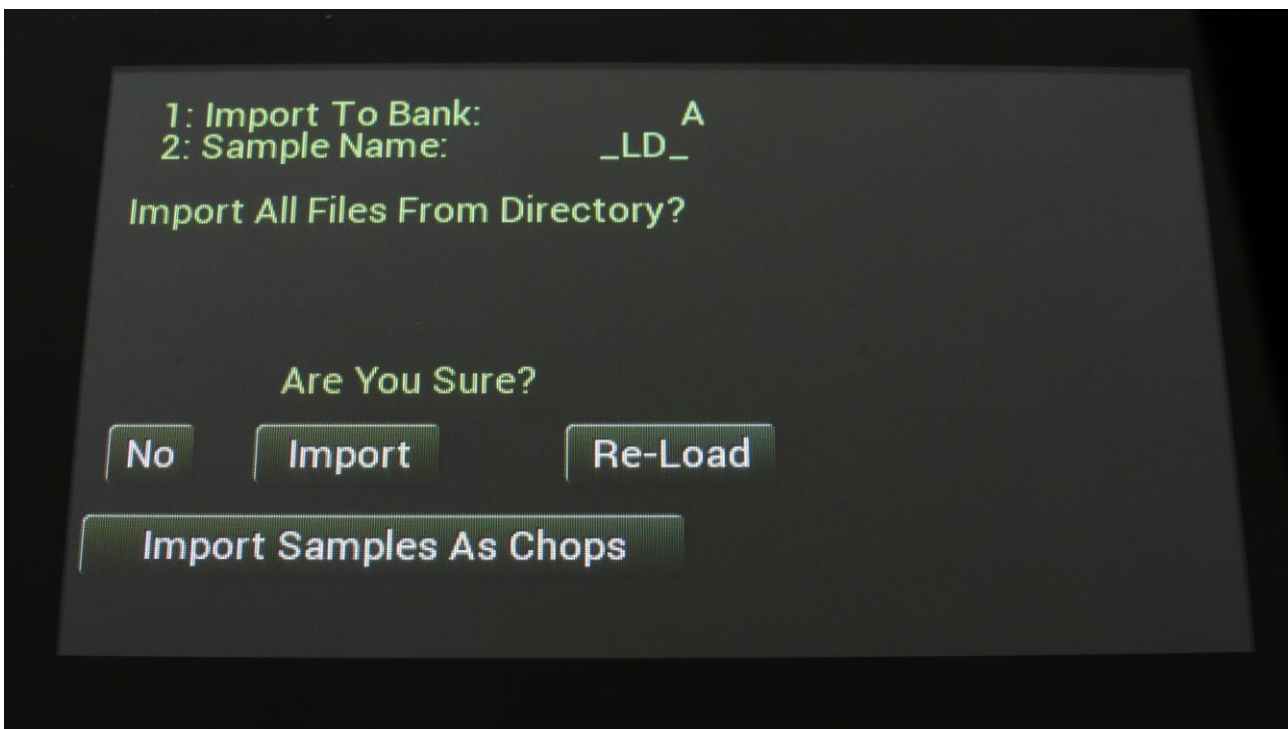 1: Import To Bank: A
2: Sample Name: _LD_
Import All Files From Directory?
Are You Sure?
No Import Re-Load
Import Samples As Chops